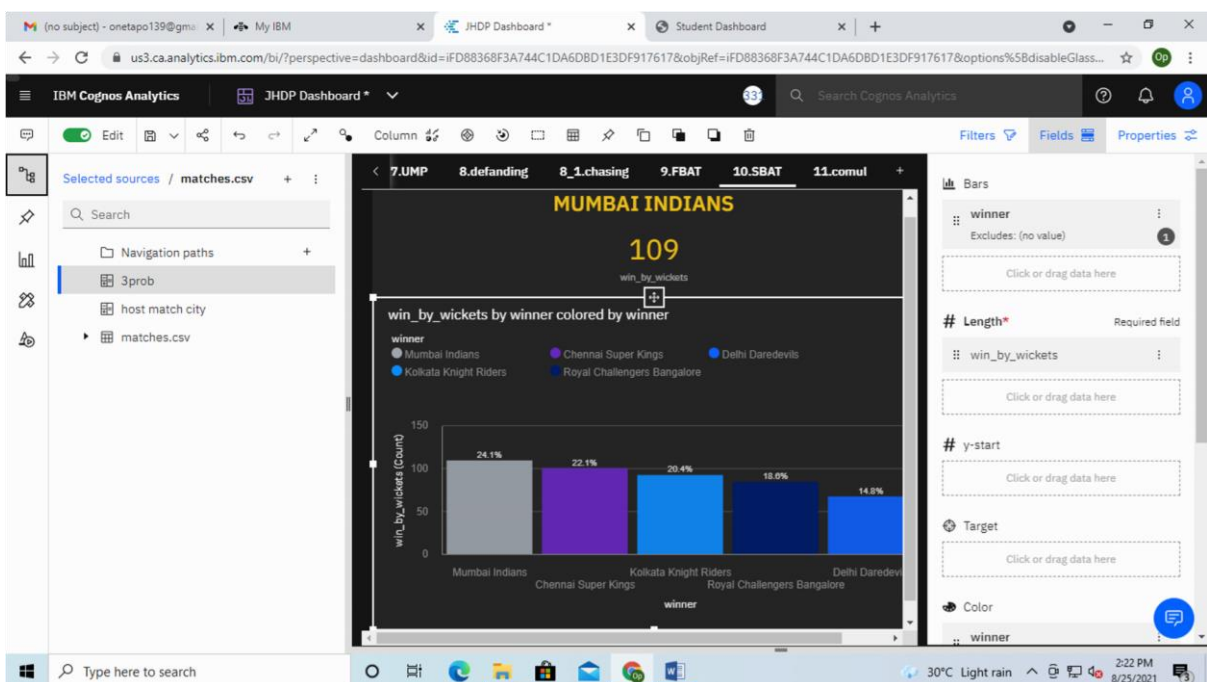 (no subject) - onetapo139@gma
My IBM
JHDP Dashboard *
Student Dashboard
us3.ca.analytics.ibm.com/bi/?perspective=dashboard&id=iFD88368F3A744C1DA6DBD1E3DF917617&objRef=iFD88368F3A744C1DA6DBD1E3DF917617&options%5BdisableGlass...
Op
IBM Cognos Analytics
JHDP Dashboard *
331
Search Cognos Analytics
Edit
Column
Filters
Fields
Properties
Selected sources / matches.csv
Search
Navigation paths
3prob
host match city
matches.csv
7.UMP 8.defanding 8_1.chasing 9.FBAT 10.SBAT 11.comul
MUMBAI INDIANS
109
win_by_wickets
win_by_wickets by winner colored by winner
winner
Mumbai Indians Chennai Super Kings Delhi Daredevils
Kolkata Knight Riders Royal Challengers Bangalore
win_by_wickets (Count)
150
100
50
0
24.1% 22.1% 20.4% 18.6% 14.8%
Mumbai Indians Kolkata Knight Riders Delhi Daredevi
Chennai Super Kings Royal Challengers Bangalore
winner
Bars
winner
Excludes: (no value)
1
Click or drag data here
# Length* Required field
win_by_wickets
Click or drag data here
# y-start
Click or drag data here
Target
Click or drag data here
Color
winner
Type here to search
30°C Light rain
2:22 PM
8/25/2021
3